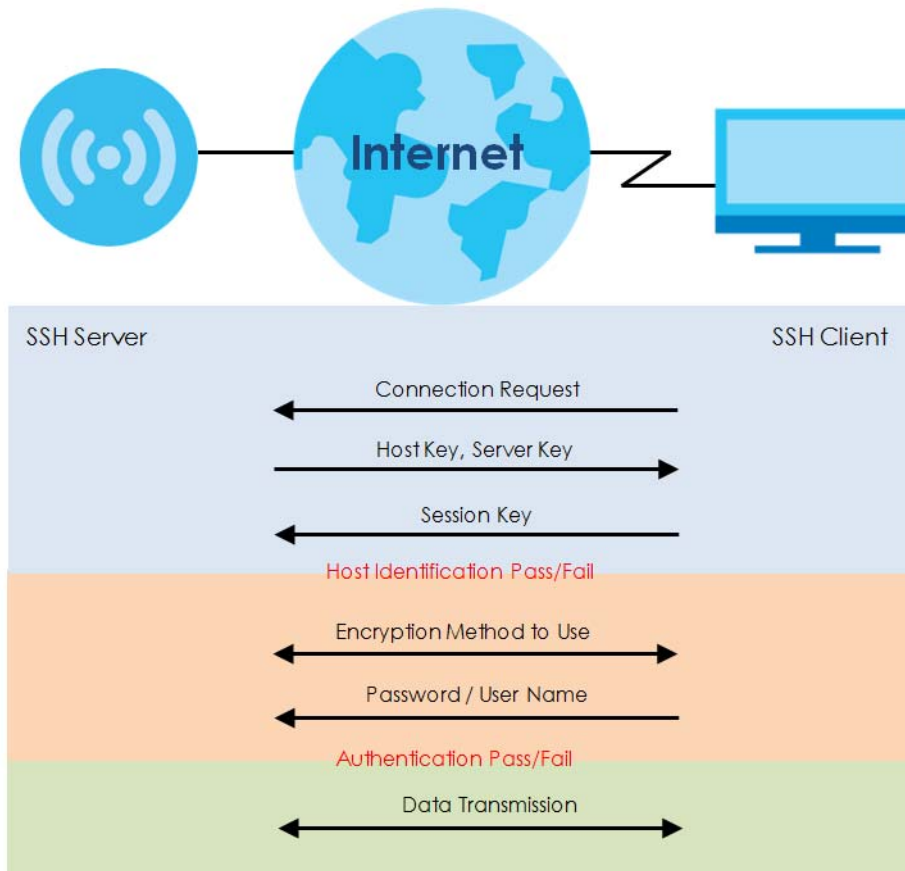 Internet
SSH Server
SSH Client
Connection Request
Host Key, Server Key
Session Key
Host Identification Pass/Fail
Encryption Method to Use
Password / User Name
Authentication Pass/Fail
Data Transmission